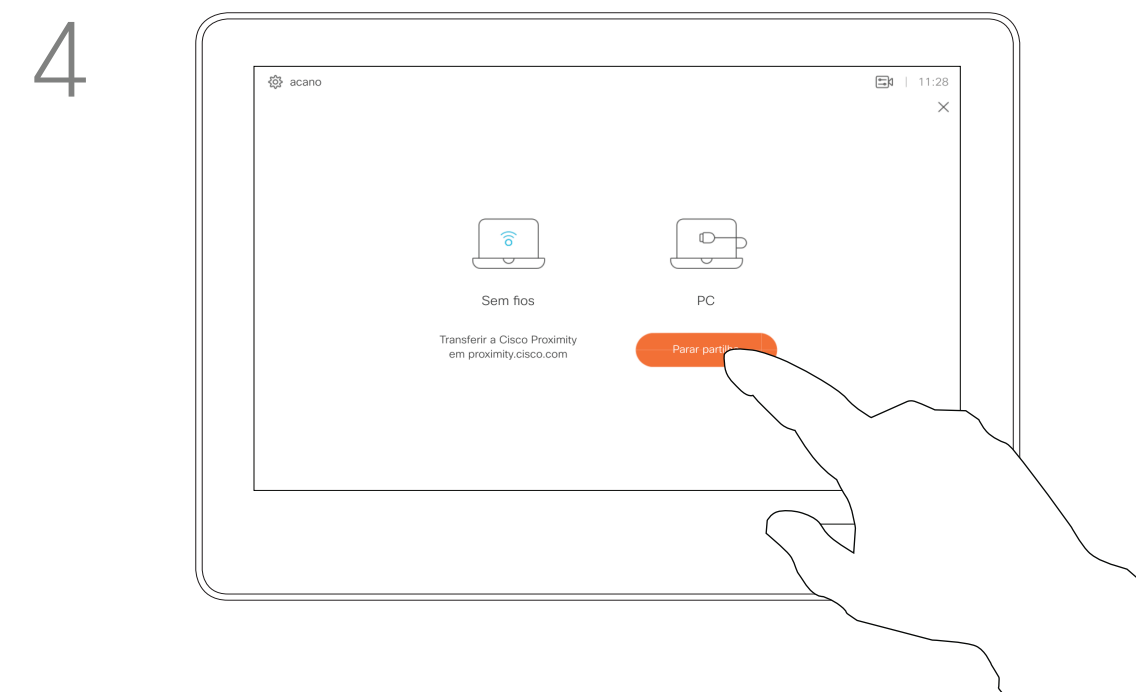 4
acano
11:28
Sem fios
PC
Transferir a Cisco Proximity
em proximity.cisco.com
Parar